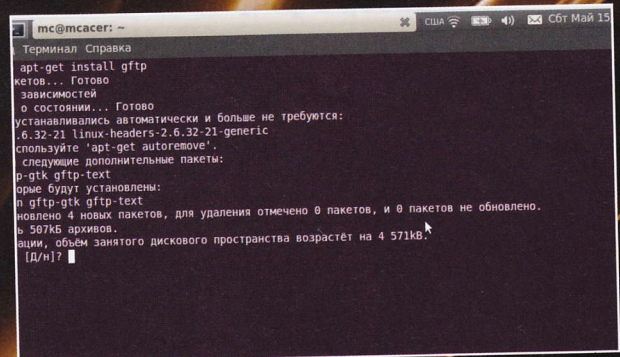 mc@mcacer: ~
США
Сбт Май 15
Терминал Справка
apt-get install gftp
кетов... Готово
зависимостей
о состоянии... Готово
устанавливались автоматически и больше не требуются:
.6.32-21 linux-headers-2.6.32-21-generic
спользуйте 'apt-get autoremove'.
следующие дополнительные пакеты:
p-gtk gftp-text
орые будут установлены:
n gftp-gtk gftp-text
новлено 4 новых пакетов, для удаления отмечено 0 пакетов, и 0 пакетов не обновлено.
ь 507kБ архивов.
ации, объём занятого дискового пространства возрастёт на 4 571kB.
[Д/н]?